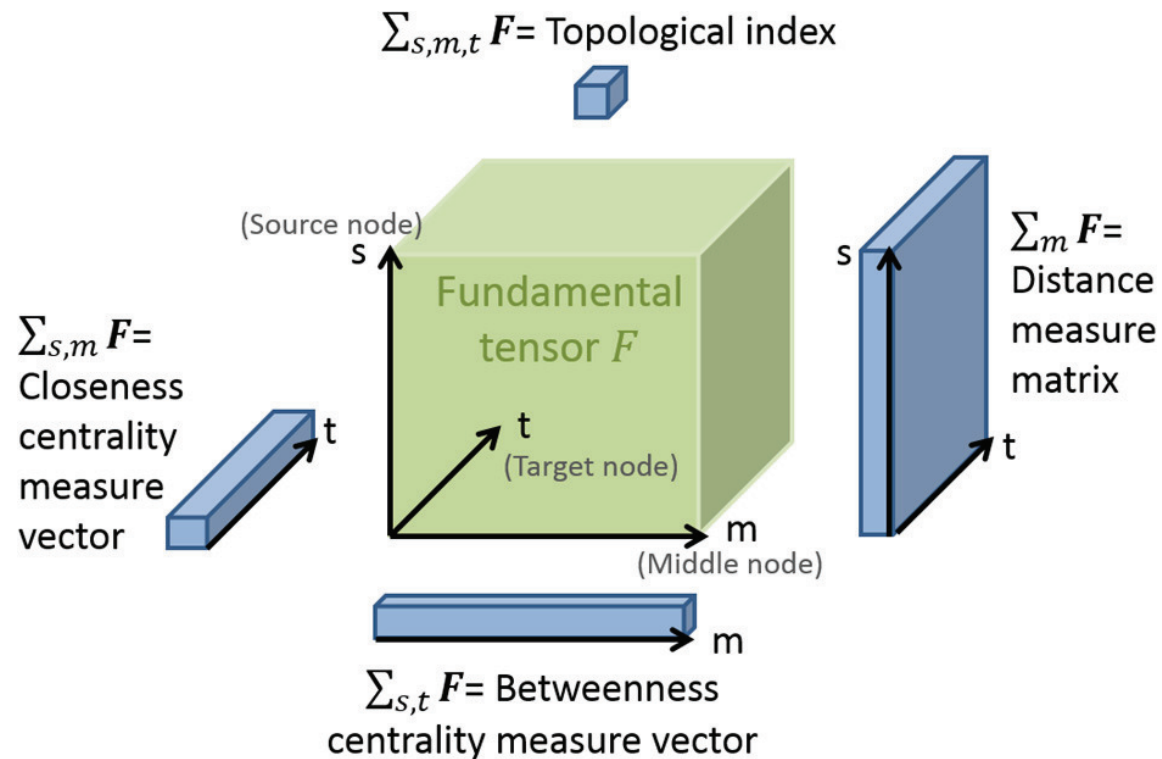 ∑s,m,t F= Topological index
(Source node)
s
Fundamental
tensor F
t
(Target node)
m
(Middle node)
∑s,m F=
Closeness
centrality
measure
vector
t
s
∑m F=
Distance
measure
matrix
t
m
∑s,t F= Betweenness
centrality measure vector